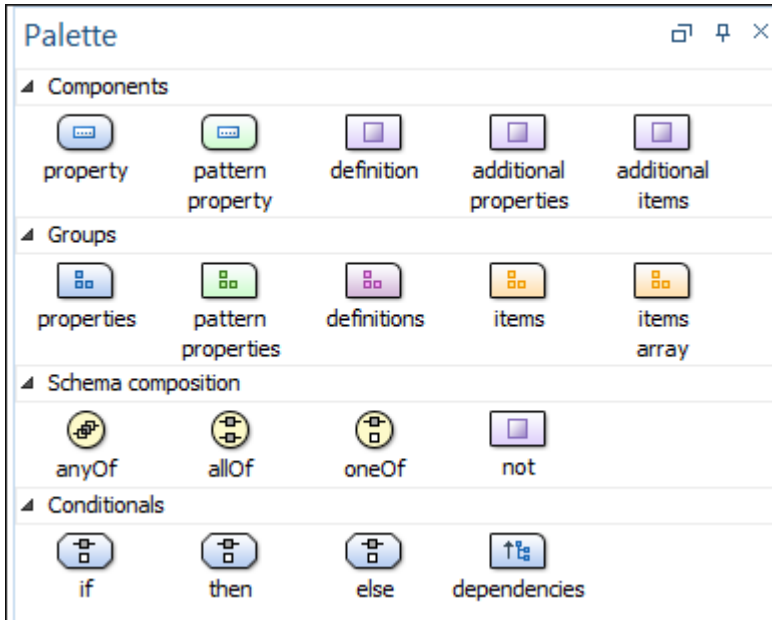 Palette
Components
property pattern property definition additional properties additional items
Groups
properties pattern properties definitions items items array
Schema composition
anyOf allOf oneOf not
Conditionals
if then else dependencies